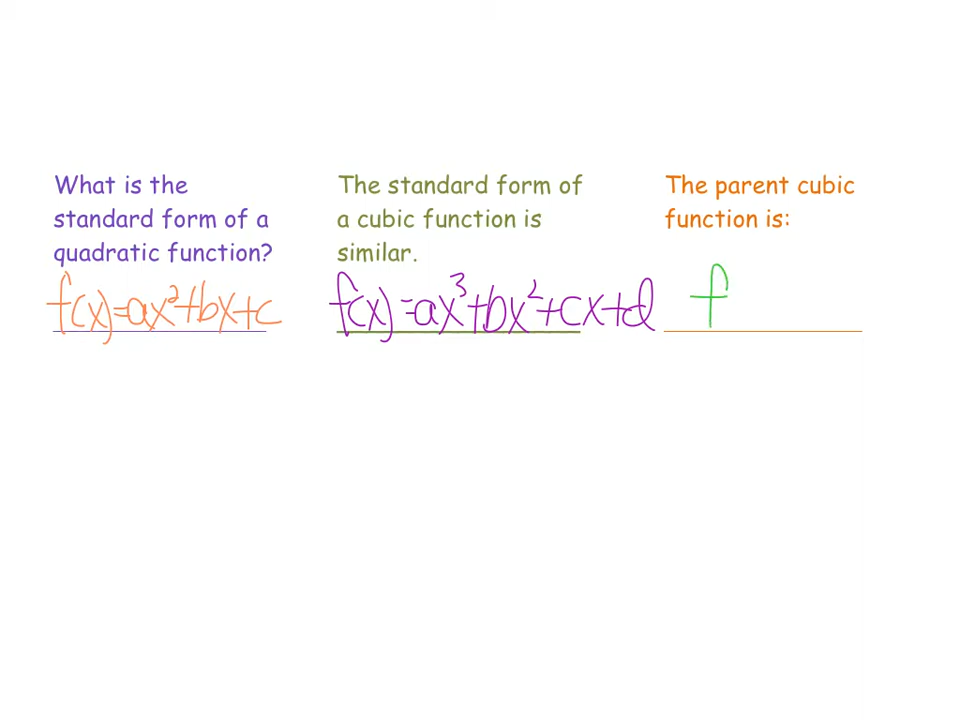 What is the
standard form of a
quadratic function?
f(x)=ax²+bx+c
The standard form of
a cubic function is
similar.
f(x)=ax³+bx²+cx+d
The parent cubic
function is:
f